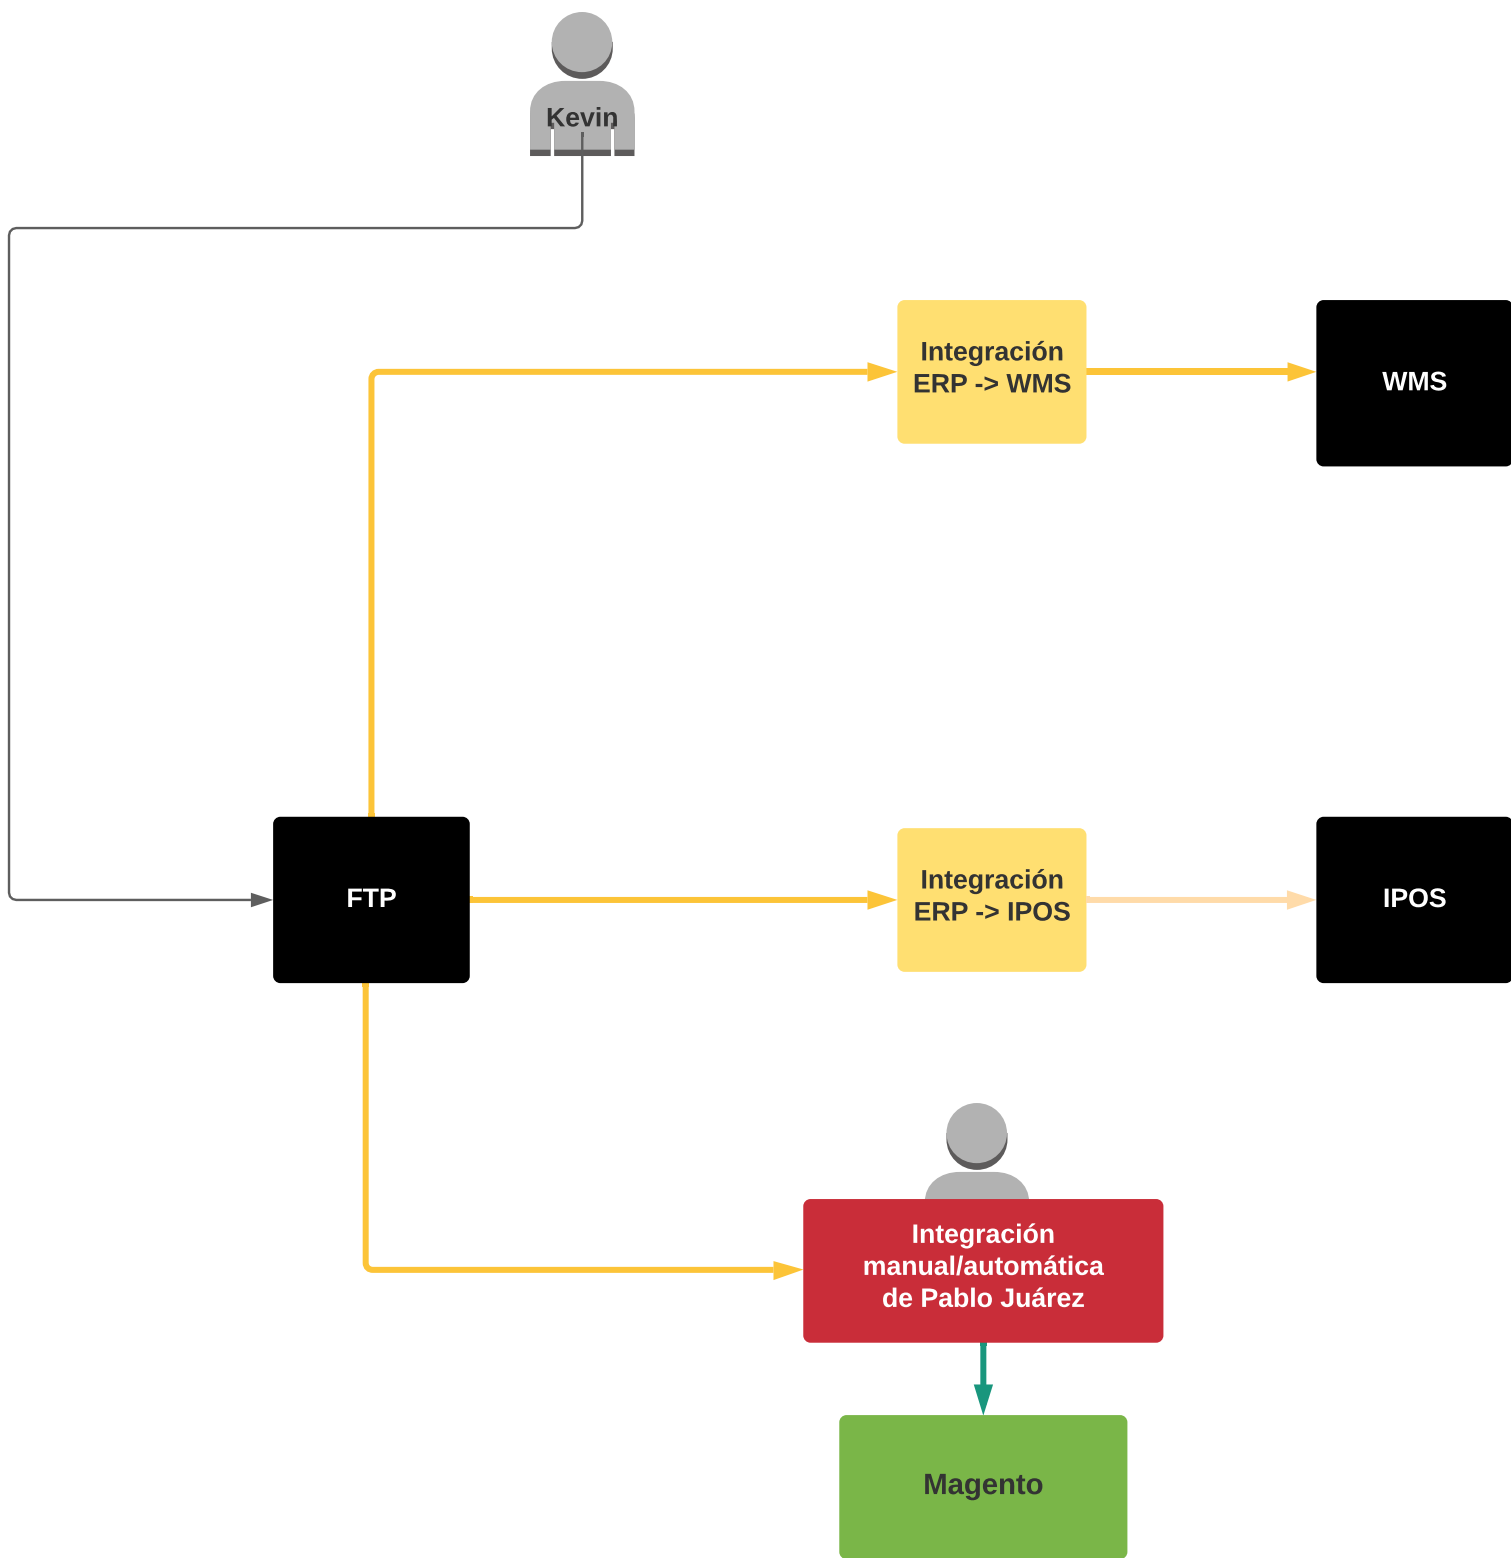 Kevin
Integración
ERP -> WMS
WMS
FTP
Integración
ERP -> IPOS
IPOS
Integración
manual/automática
de Pablo Juárez
Magento